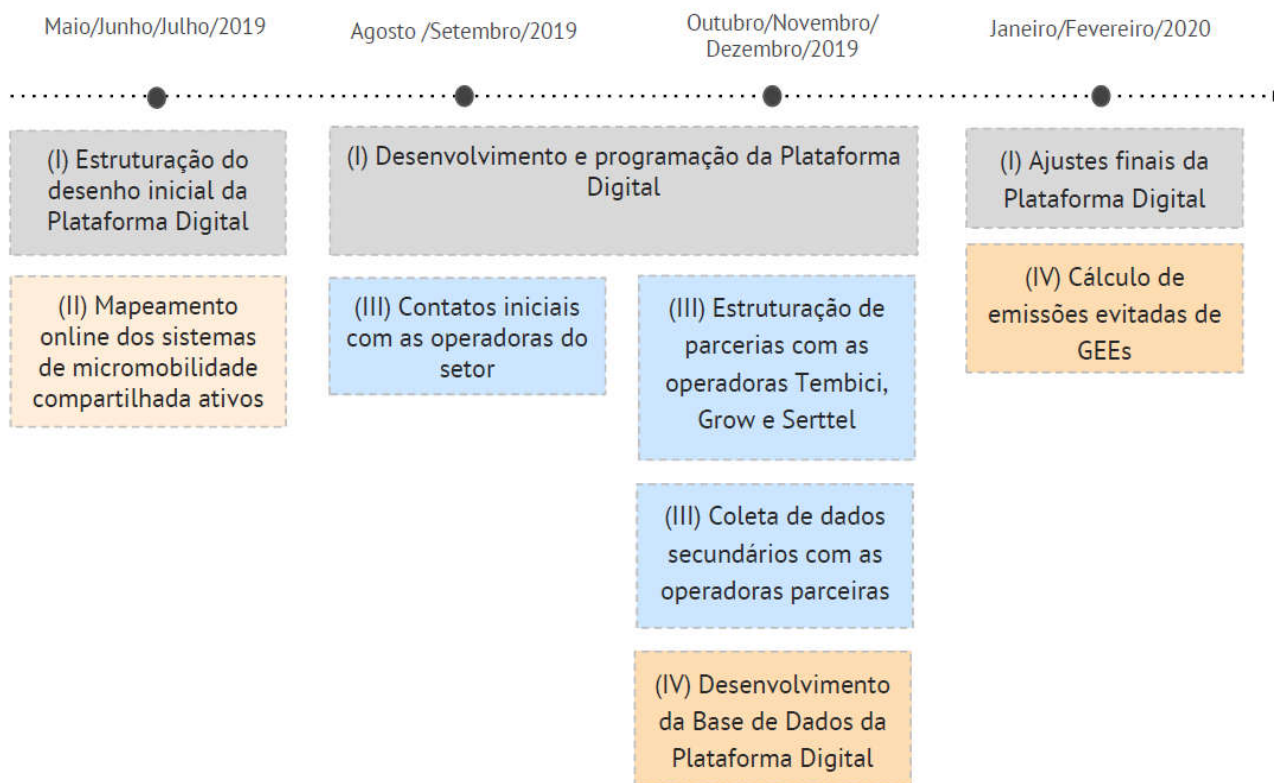 Maio/Junho/Julho/2019
Agosto /Setembro/2019
Outubro/Novembro/
Dezembro/2019
Janeiro/Fevereiro/2020
(I) Estruturação do
desenho inicial da
Plataforma Digital
(I) Desenvolvimento e programação da Plataforma
Digital
(I) Ajustes finais da
Plataforma Digital
(II) Mapeamento
online dos sistemas
de micromobilidade
compartilhada ativos
(III) Contatos iniciais
com as operadoras do
setor
(III) Estruturação de
parcerias com as
operadoras Tembici,
Grow e Serttel
(IV) Cálculo de
emissões evitadas de
GEEs
(III) Coleta de dados
secundários com as
operadoras parceiras
(IV) Desenvolvimento
da Base de Dados da
Plataforma Digital